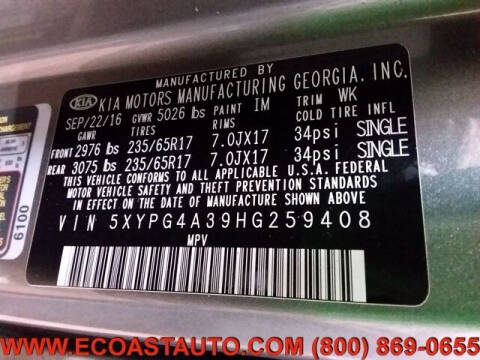 MANUFACTURED BY
KIA KIA MOTORS MANUFACTURING GEORGIA, INC.
SEP/22/16 GVWR 5026 lbs PAINT IM TRIM WK
GAWR TIRES RIMS COLD TIRE INFL
FRONT 2976 lbs 235/65R17 7.0JX17 34psi SINGLE
REAR 3075 lbs 235/65R17 7.0JX17 34psi SINGLE
THIS VEHICLE CONFORMS TO ALL APPLICABLE U.S.A. FEDERAL
MOTOR VEHICLE SAFETY, BUMPER, AND THEFT PREVENTION STANDARDS
IN EFFECT ON THE DATE OF MANUFACTURE SHOWN ABOVE.
VIN 5XYPG4A39HG259408
MPV
6100
WWW.ECOASTAUTO.COM (800) 869-0655